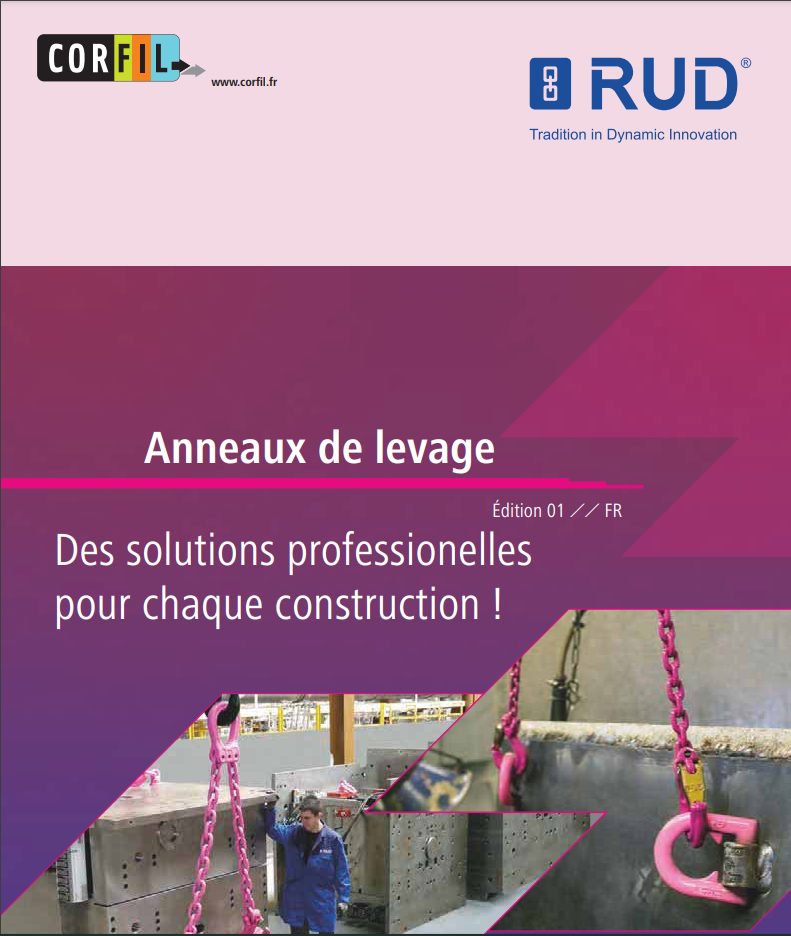 CORFIL
www.corfil.fr
RUD®
Tradition in Dynamic Innovation
Anneaux de levage
Édition 01 // FR
Des solutions professionelles
pour chaque construction !